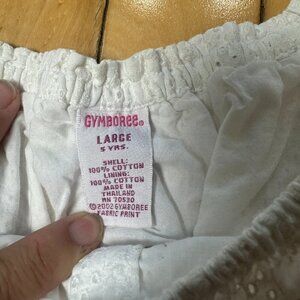 GYMBOREE®
LARGE
5 YRS.
SHELL:
100% COTTON
LINING:
100% COTTON
MADE IN
THAILAND
RN 70530
©2002 GYMBOREE
FABRIC PRINT